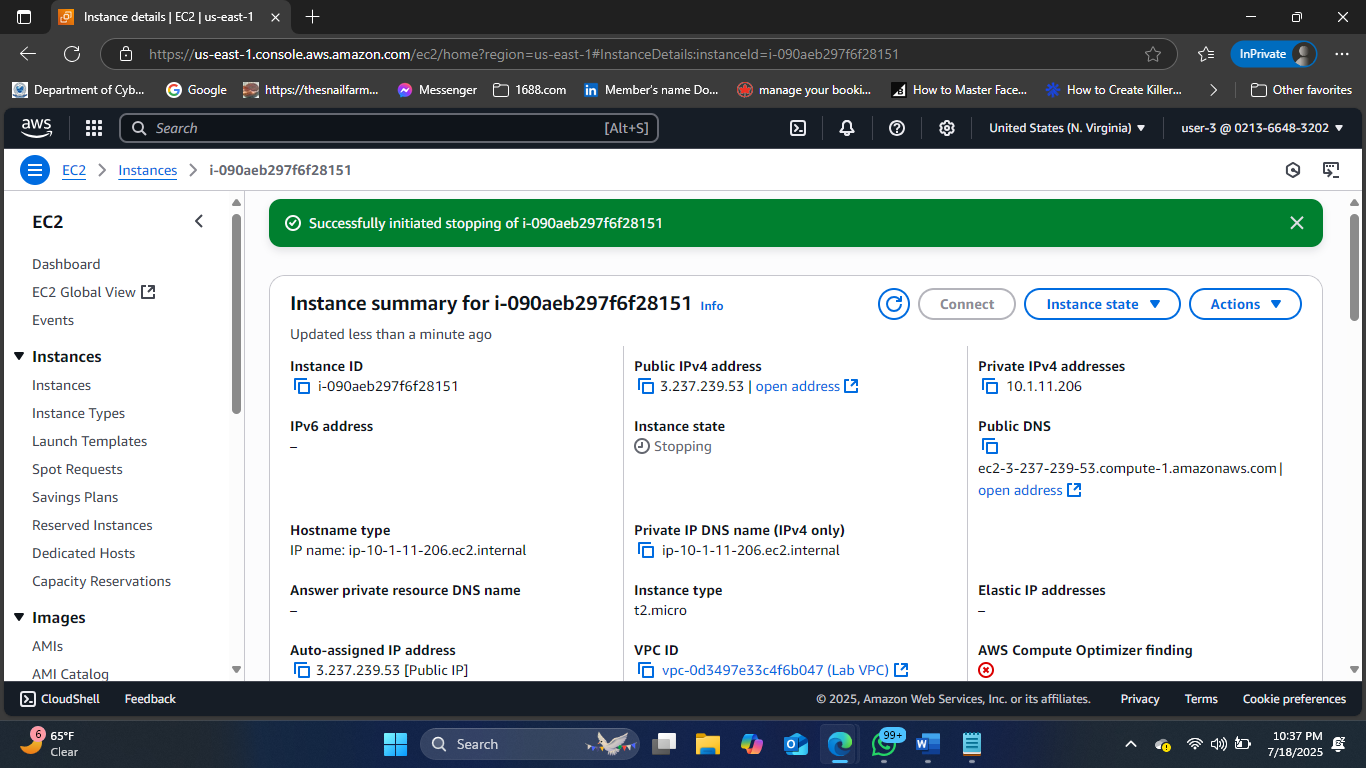 Instance details | EC2 | us-east-1
https://us-east-1.console.aws.amazon.com/ec2/home?region=us-east-1#InstanceDetails:instanceId=i-090aeb297f6f28151
InPrivate
Department of Cyb...
Google
https://thesnailfarm...
Messenger
1688.com
Member's name Do...
manage your booki...
How to Master Face...
How to Create Killer...
Other favorites
aws
Search
[Alt+S]
United States (N. Virginia)
user-3 @ 0213-6648-3202
EC2
Instances
i-090aeb297f6f28151
EC2
Dashboard
EC2 Global View
Events
Instances
Instances
Instance Types
Launch Templates
Spot Requests
Savings Plans
Reserved Instances
Dedicated Hosts
Capacity Reservations
Images
AMIs
AMI Catalog
Successfully initiated stopping of i-090aeb297f6f28151
Instance summary for i-090aeb297f6f28151 Info
Connect
Instance state
Actions
Updated less than a minute ago
Instance ID
i-090aeb297f6f28151
Public IPv4 address
3.237.239.53 | open address
Private IPv4 addresses
10.1.11.206
IPv6 address
–
Instance state
Stopping
Public DNS
ec2-3-237-239-53.compute-1.amazonaws.com |
open address
Hostname type
IP name: ip-10-1-11-206.ec2.internal
Private IP DNS name (IPv4 only)
ip-10-1-11-206.ec2.internal
Answer private resource DNS name
–
Instance type
t2.micro
Elastic IP addresses
–
Auto-assigned IP address
3.237.239.53 [Public IP]
VPC ID
vpc-0d3497e33c4f6b047 (Lab VPC)
AWS Compute Optimizer finding
CloudShell
Feedback
© 2025, Amazon Web Services, Inc. or its affiliates.
Privacy
Terms
Cookie preferences
6
65°F
Clear
Search
99+
10:37 PM
7/18/2025